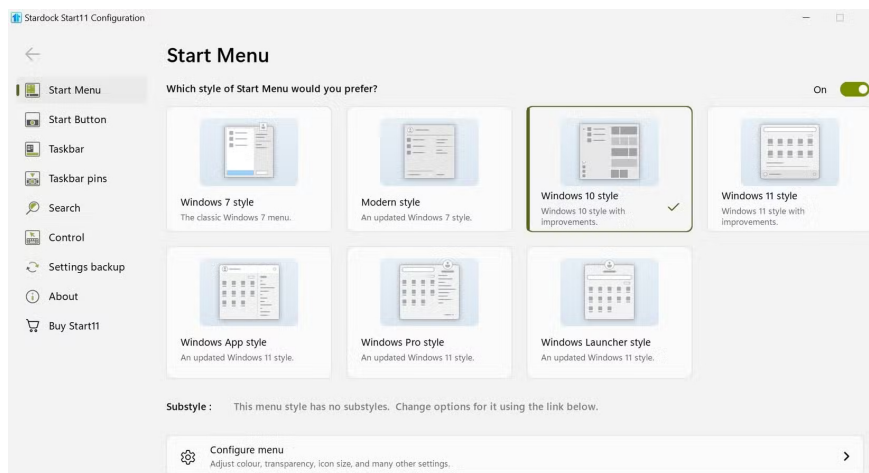 Stardock Start11 Configuration
Start Menu
Start Menu
Start Button
Taskbar
Taskbar pins
Search
Control
Settings backup
About
Buy Start11
Which style of Start Menu would you prefer?
On
Windows 7 style
The classic Windows 7 menu.
Modern style
An updated Windows 7 style.
Windows 10 style
Windows 10 style with
improvements.
Windows 11 style
Windows 11 style with
improvements.
Windows App style
An updated Windows 11 style.
Windows Pro style
An updated Windows 11 style.
Windows Launcher style
An updated Windows 11 style.
Substyle : This menu style has no substyles. Change options for it using the link below.
Configure menu
Adjust colour, transparency, icon size, and many other settings.